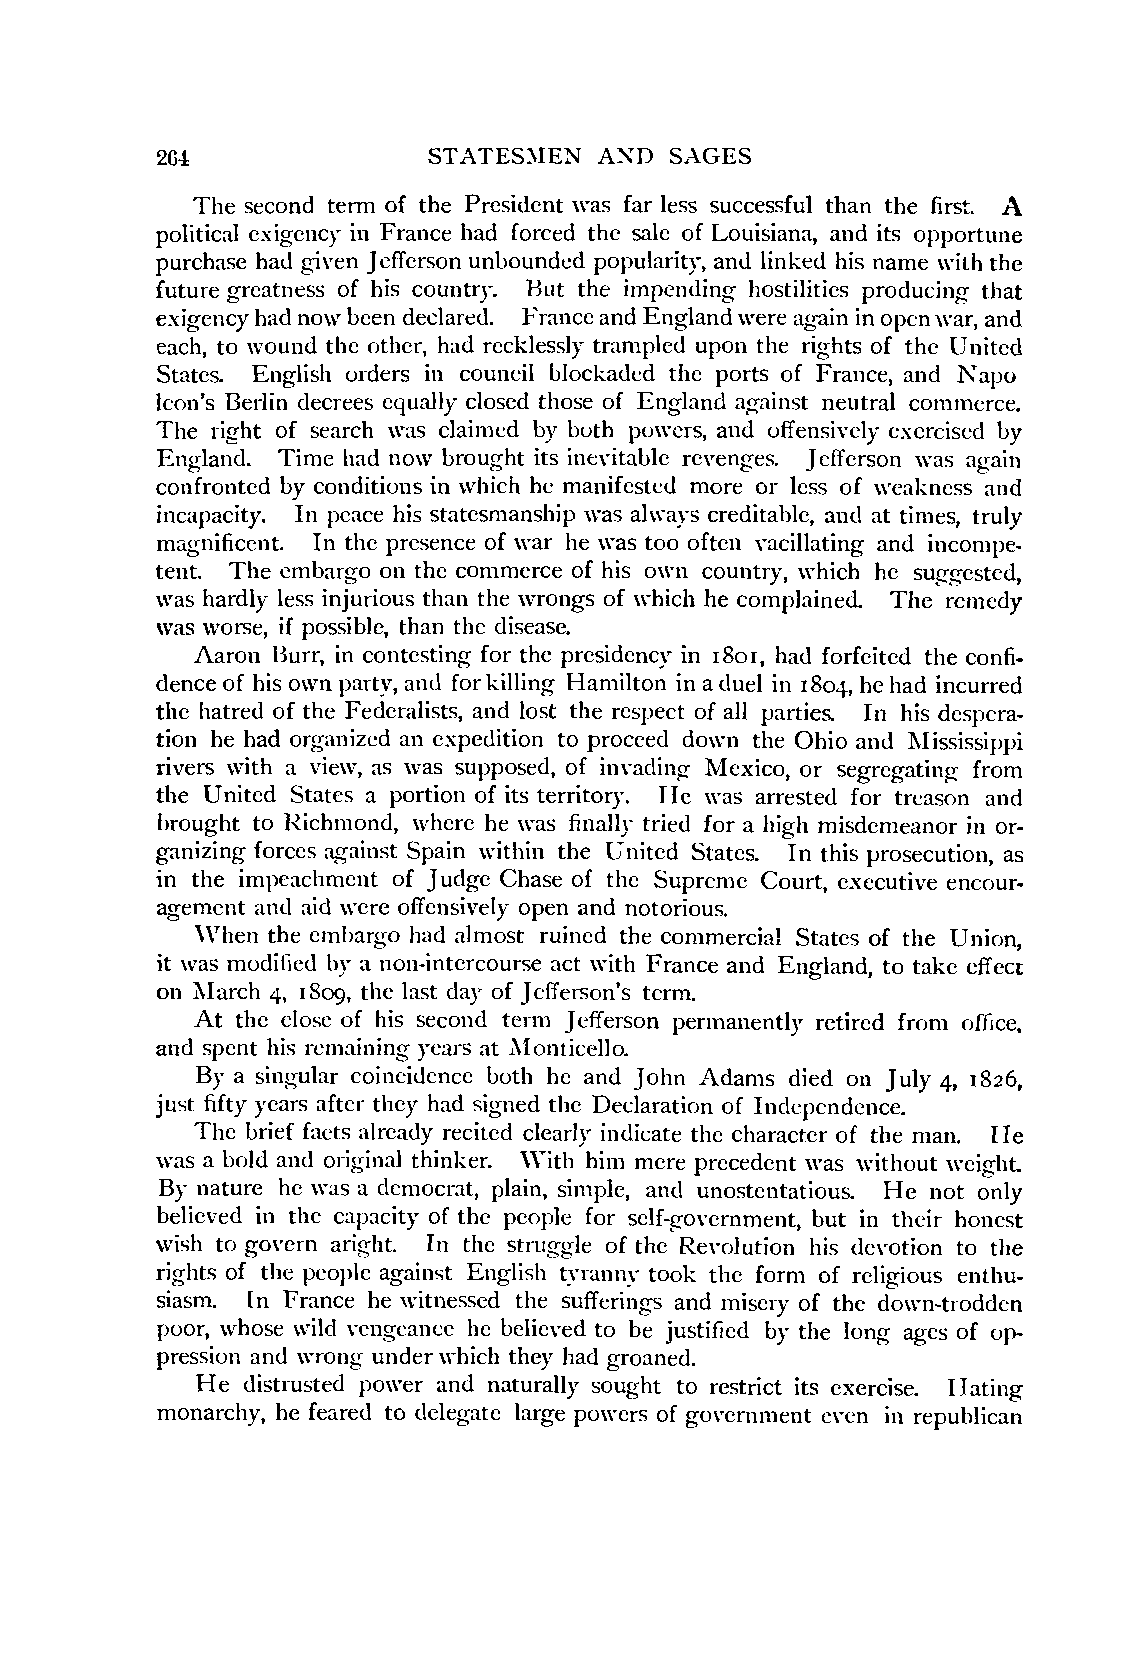 264 STATESMEN AND SAGES
The second term of the President was far less successful than the first. A
political exigency in France had forced the sale of Louisiana, and its opportune
purchase had given Jefferson unbounded popularity, and linked his name with the
future greatness of his country. But the impending hostilities producing that
exigency had now been declared. France and England were again in open war, and
each, to wound the other, had recklessly trampled upon the rights of the United
States. English orders in council blockaded the ports of France, and Napo
leon's Berlin decrees equally closed those of England against neutral commerce.
The right of search was claimed by both powers, and offensively exercised by
England. Time had now brought its inevitable revenges. Jefferson was again
confronted by conditions in which he manifested more or less of weakness and
incapacity. In peace his statesmanship was always creditable, and at times, truly
magnificent. In the presence of war he was too often vacillating and incompe-
tent. The embargo on the commerce of his own country, which he suggested,
was hardly less injurious than the wrongs of which he complained. The remedy
was worse, if possible, than the disease.
Aaron Burr, in contesting for the presidency in 1801, had forfeited the confi-
dence of his own party, and for killing Hamilton in a duel in 1804, he had incurred
the hatred of the Federalists, and lost the respect of all parties. In his despera-
tion he had organized an expedition to proceed down the Ohio and Mississippi
rivers with a view, as was supposed, of invading Mexico, or segregating from
the United States a portion of its territory. He was arrested for treason and
brought to Richmond, where he was finally tried for a high misdemeanor in or-
ganizing forces against Spain within the United States. In this prosecution, as
in the impeachment of Judge Chase of the Supreme Court, executive encour-
agement and aid were offensively open and notorious.
When the embargo had almost ruined the commercial States of the Union,
it was modified by a non-intercourse act with France and England, to take effect
on March 4, 1809, the last day of Jefferson's term.
At the close of his second term Jefferson permanently retired from office,
and spent his remaining years at Monticello.
By a singular coincidence both he and John Adams died on July 4, 1826,
just fifty years after they had signed the Declaration of Independence.
The brief facts already recited clearly indicate the character of the man. He
was a bold and original thinker. With him mere precedent was without weight.
By nature he was a democrat, plain, simple, and unostentatious. He not only
believed in the capacity of the people for self-government, but in their honest
wish to govern aright. In the struggle of the Revolution his devotion to the
rights of the people against English tyranny took the form of religious enthu-
siasm. In France he witnessed the sufferings and misery of the down-trodden
poor, whose wild vengeance he believed to be justified by the long ages of op-
pression and wrong under which they had groaned.
He distrusted power and naturally sought to restrict its exercise. Hating
monarchy, he feared to delegate large powers of government even in republican